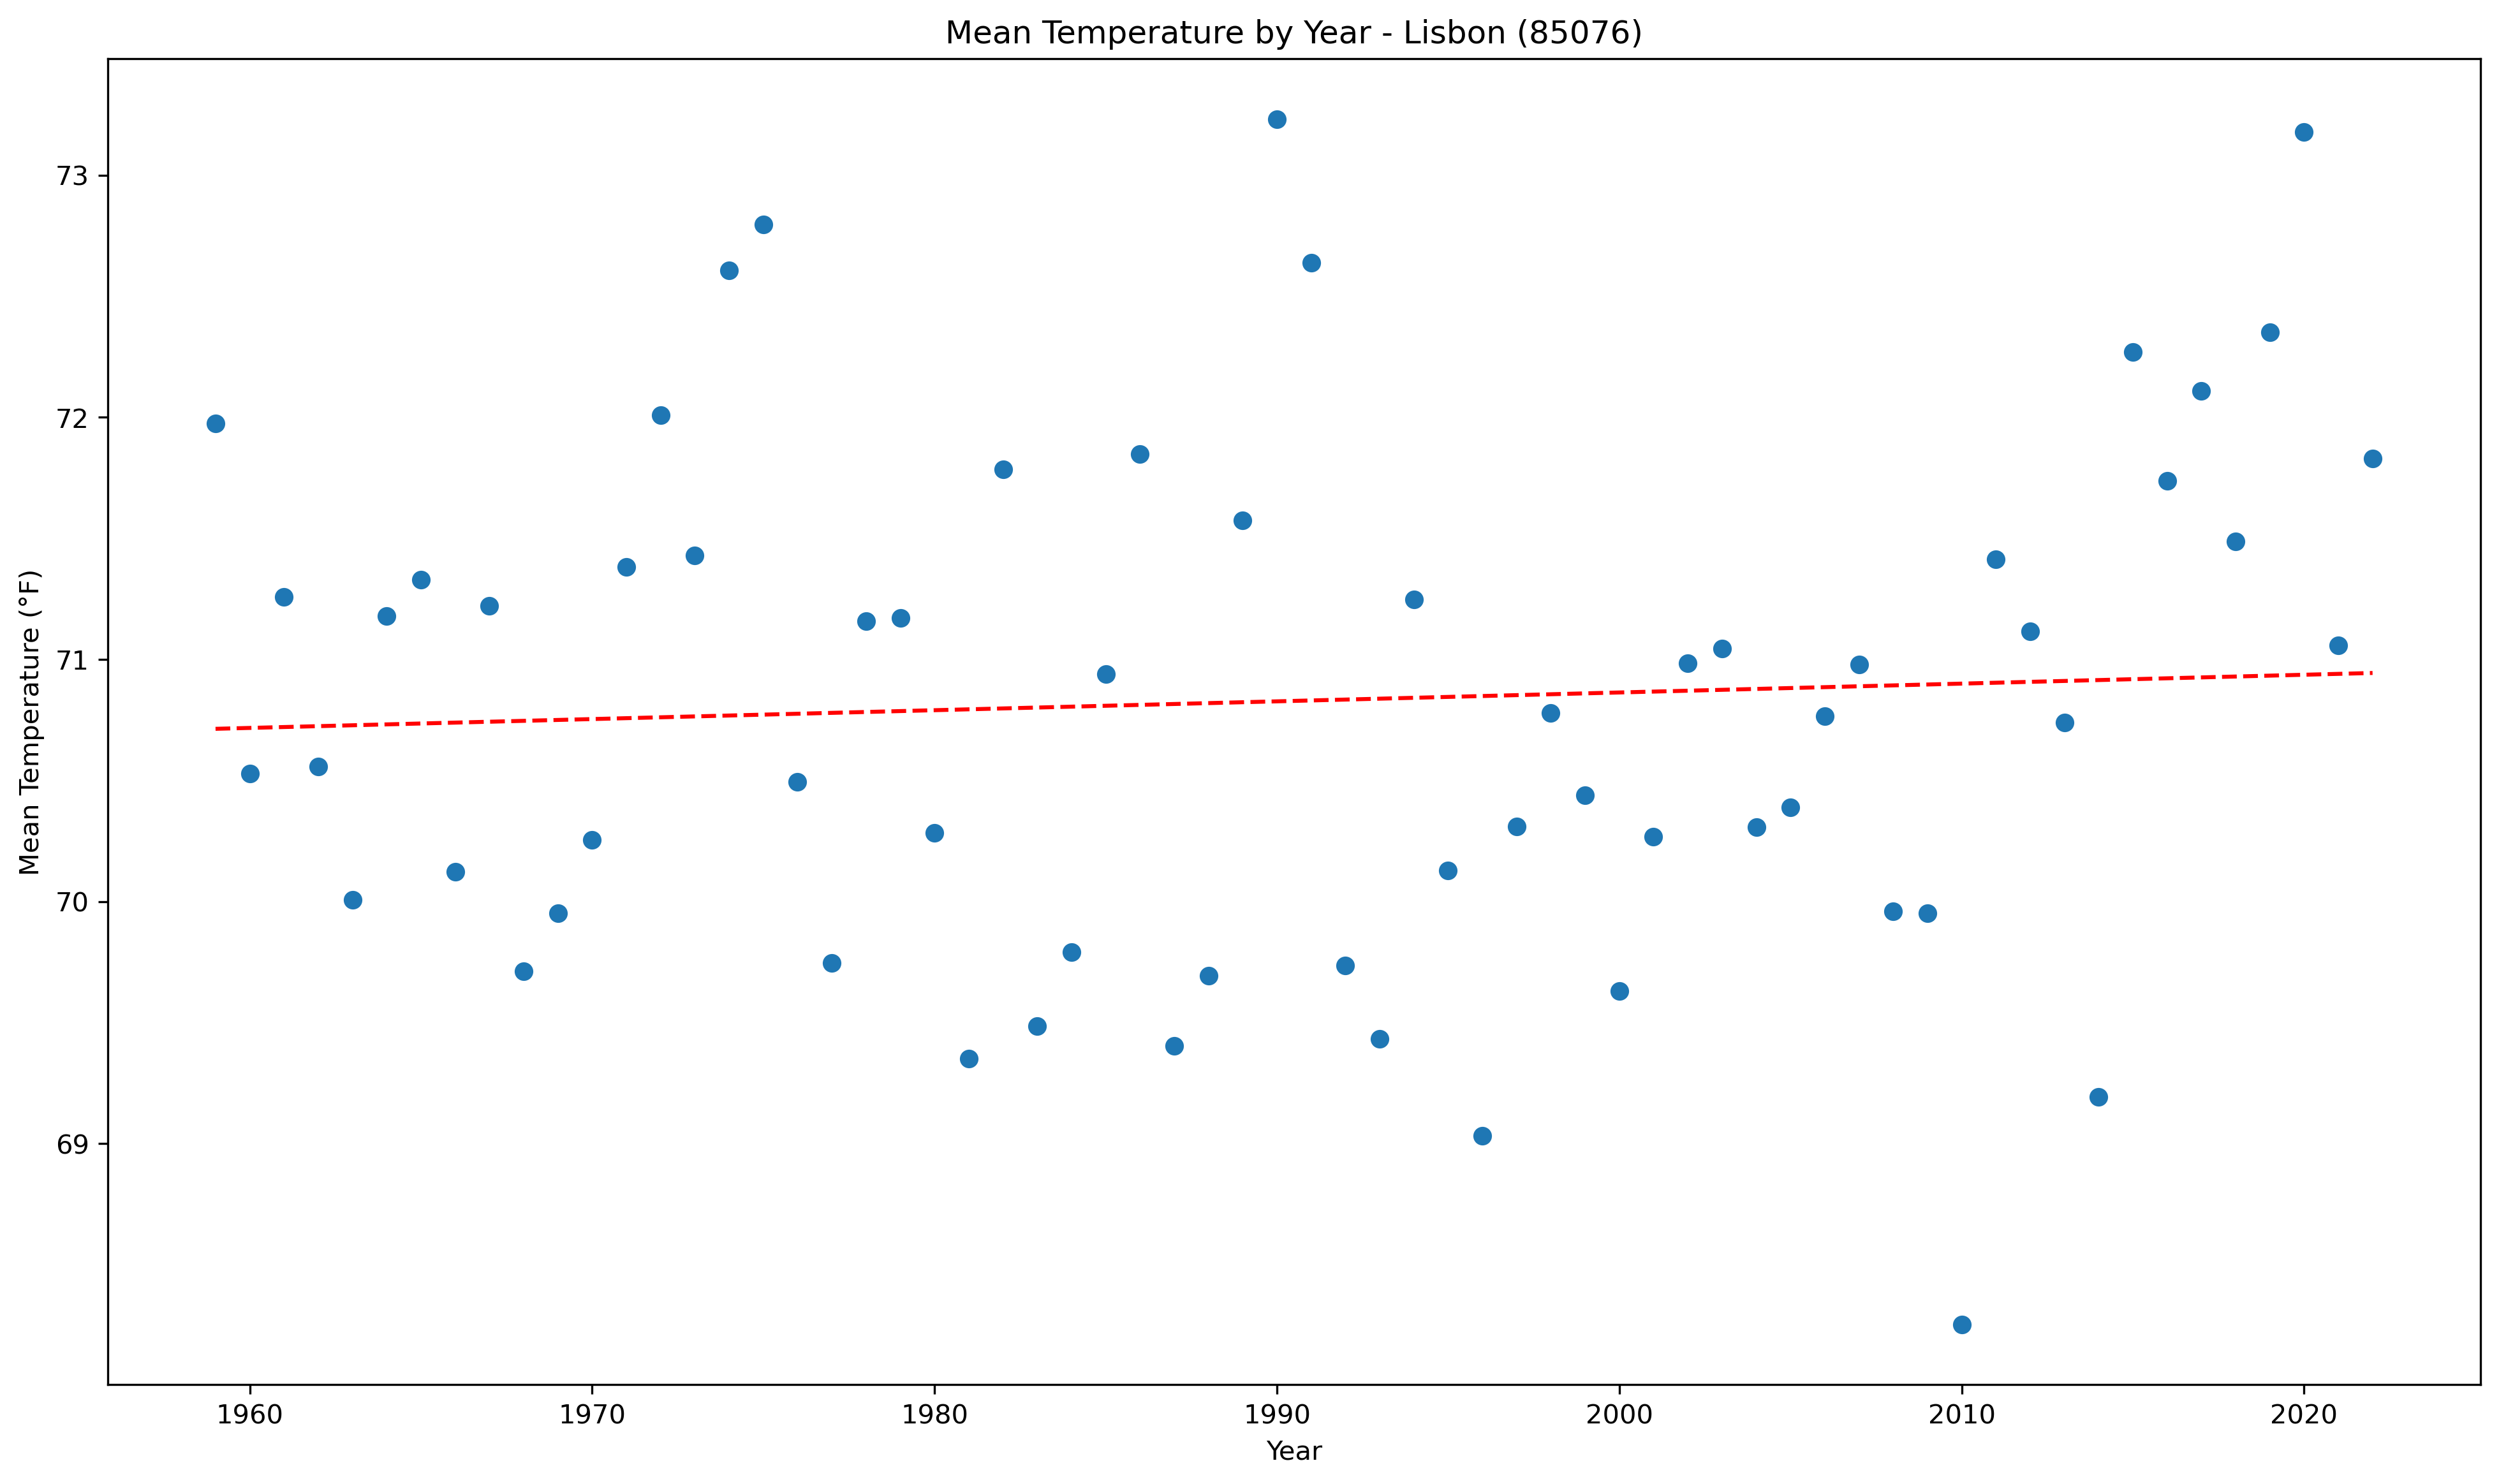 Mean Temperature by Year - Lisbon (85076)
Mean Temperature (°F)
73
72
71
70
69
1960 1970 1980 1990 2000 2010 2020
Year